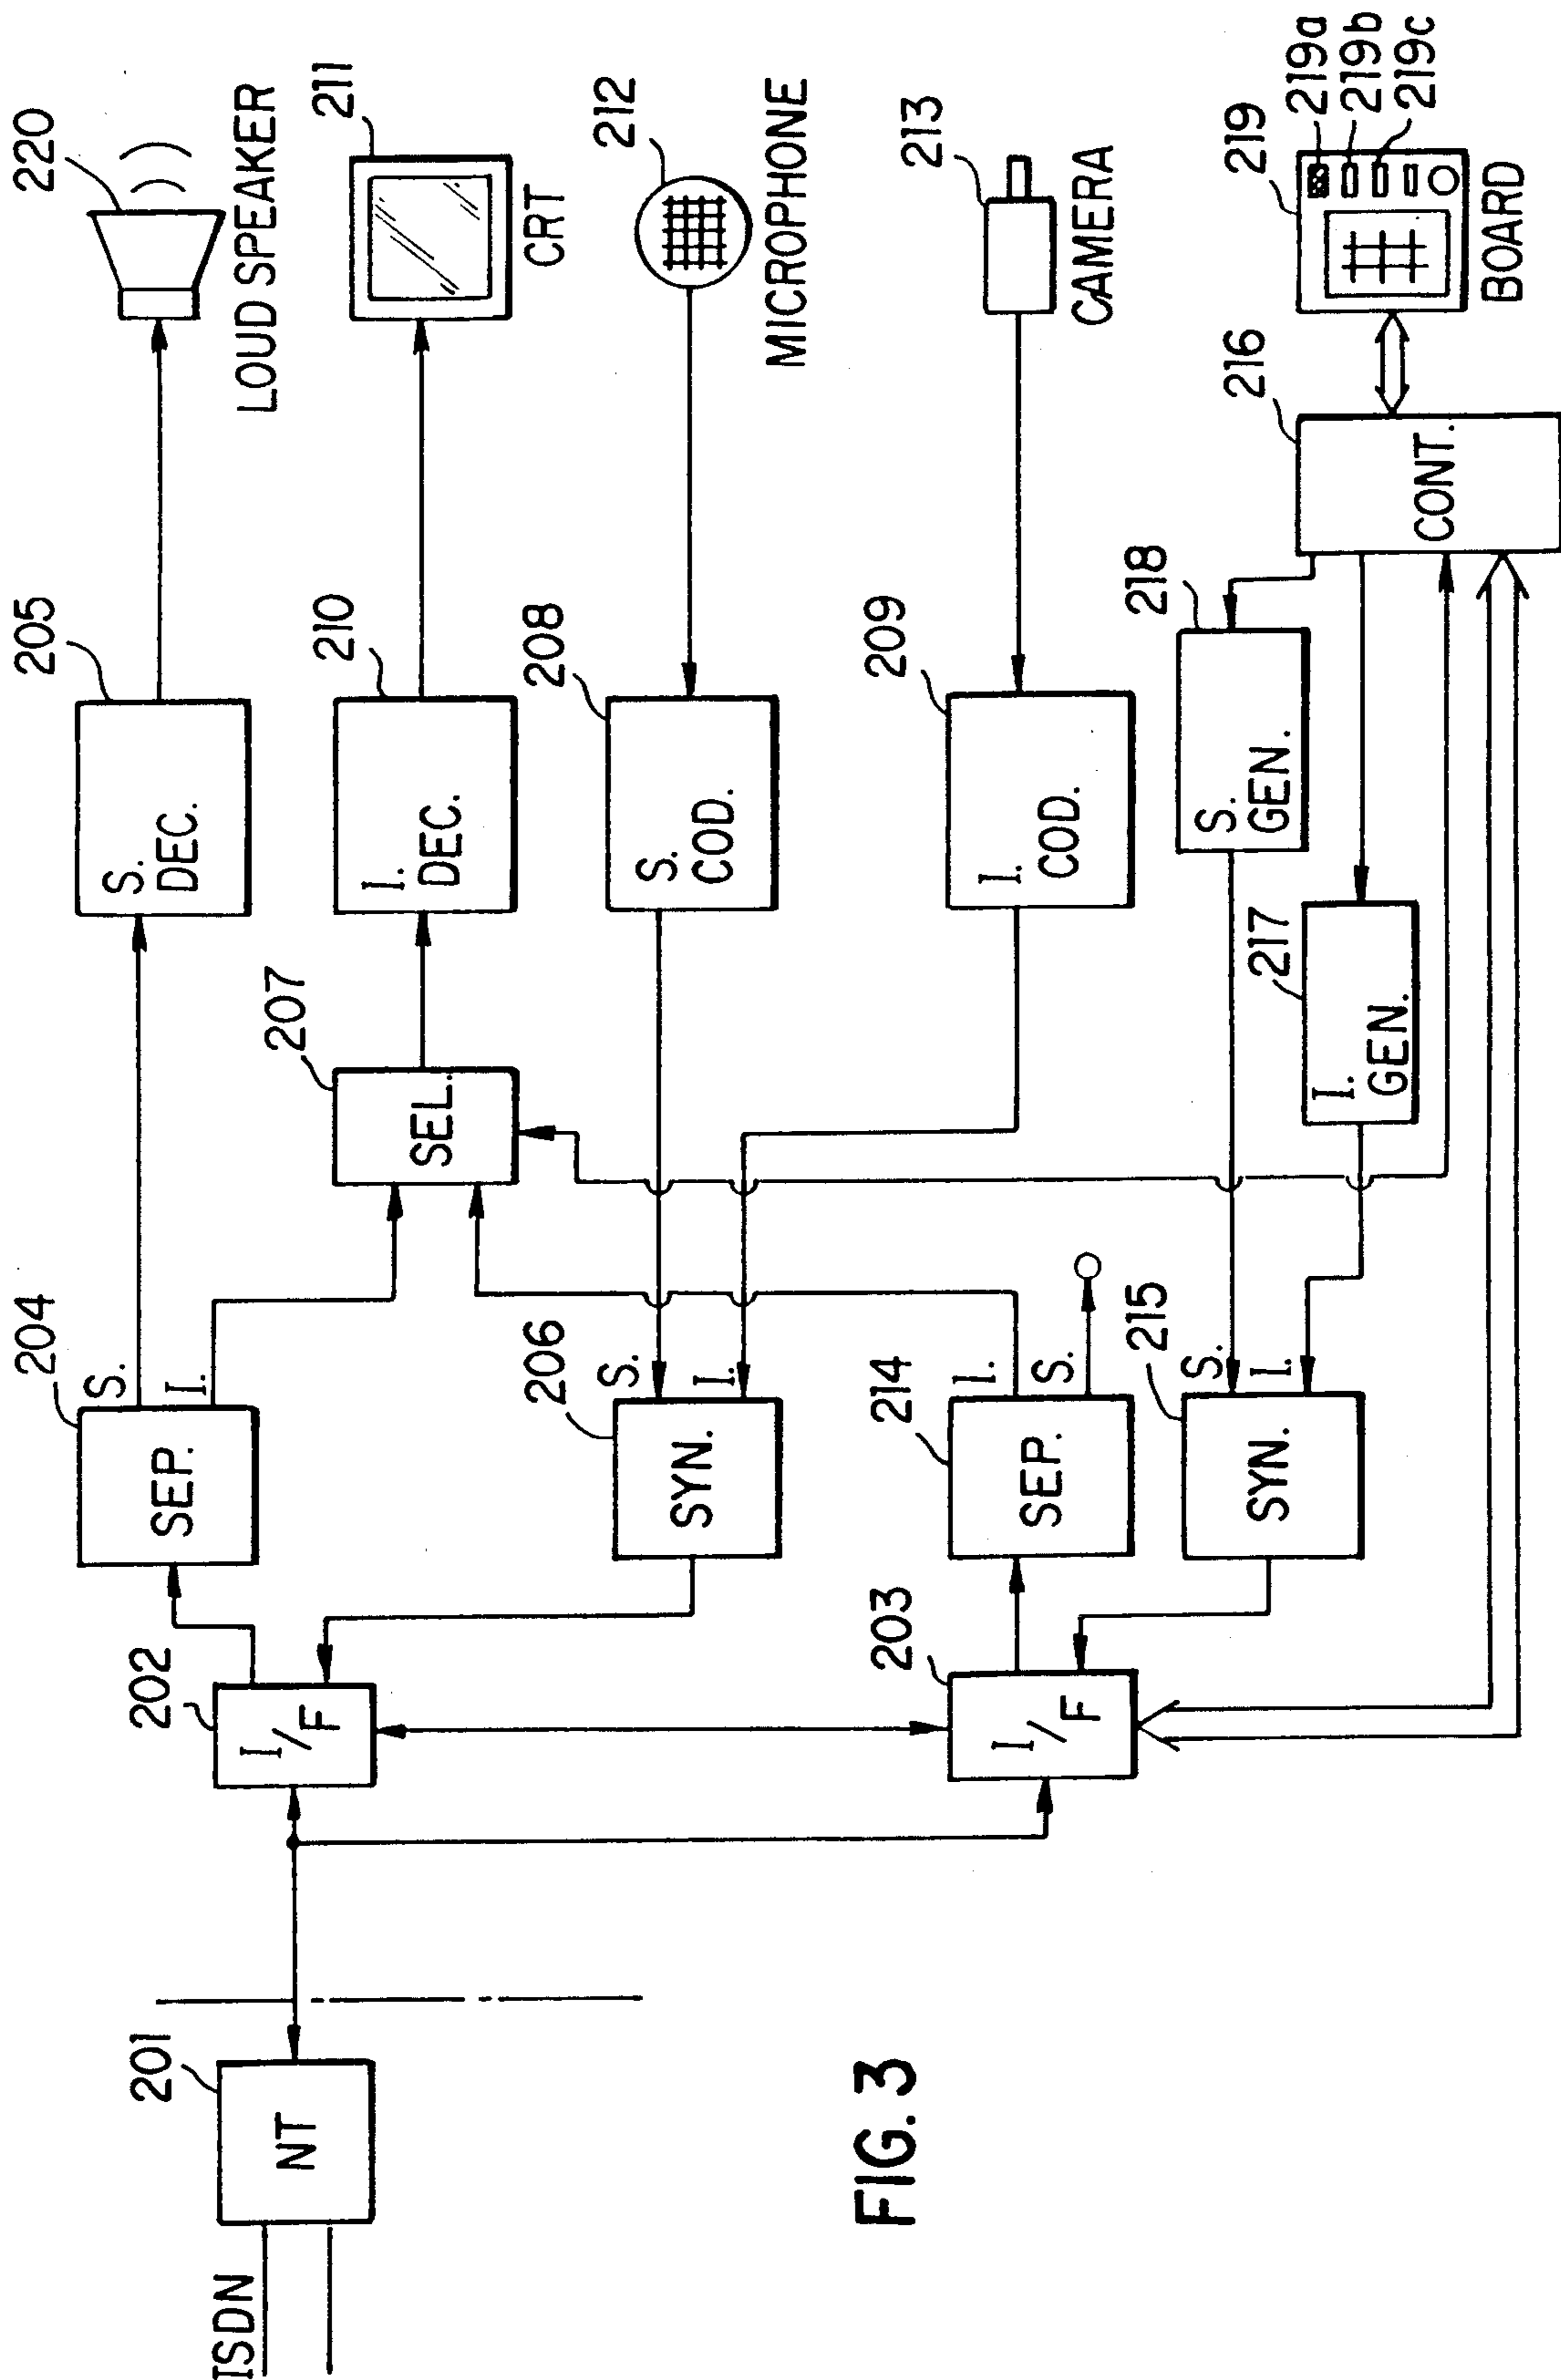 220
LOUD SPEAKER
211
CRT
212
MICROPHONE
213
CAMERA
219
219a
219b
219c
BOARD
205
S.
DEC.
210
I.
DEC.
208
S.
COD.
209
I.
COD.
216
CONT.
218
S.
GEN.
217
I.
GEN.
207
SEL.
204
SEP.
S.
I.
206
SYN.
S.
I.
214
SEP.
I.
S.
215
SYN.
S.
I.
202
I/F
203
I/F
201
NT
ISDN
FIG. 3